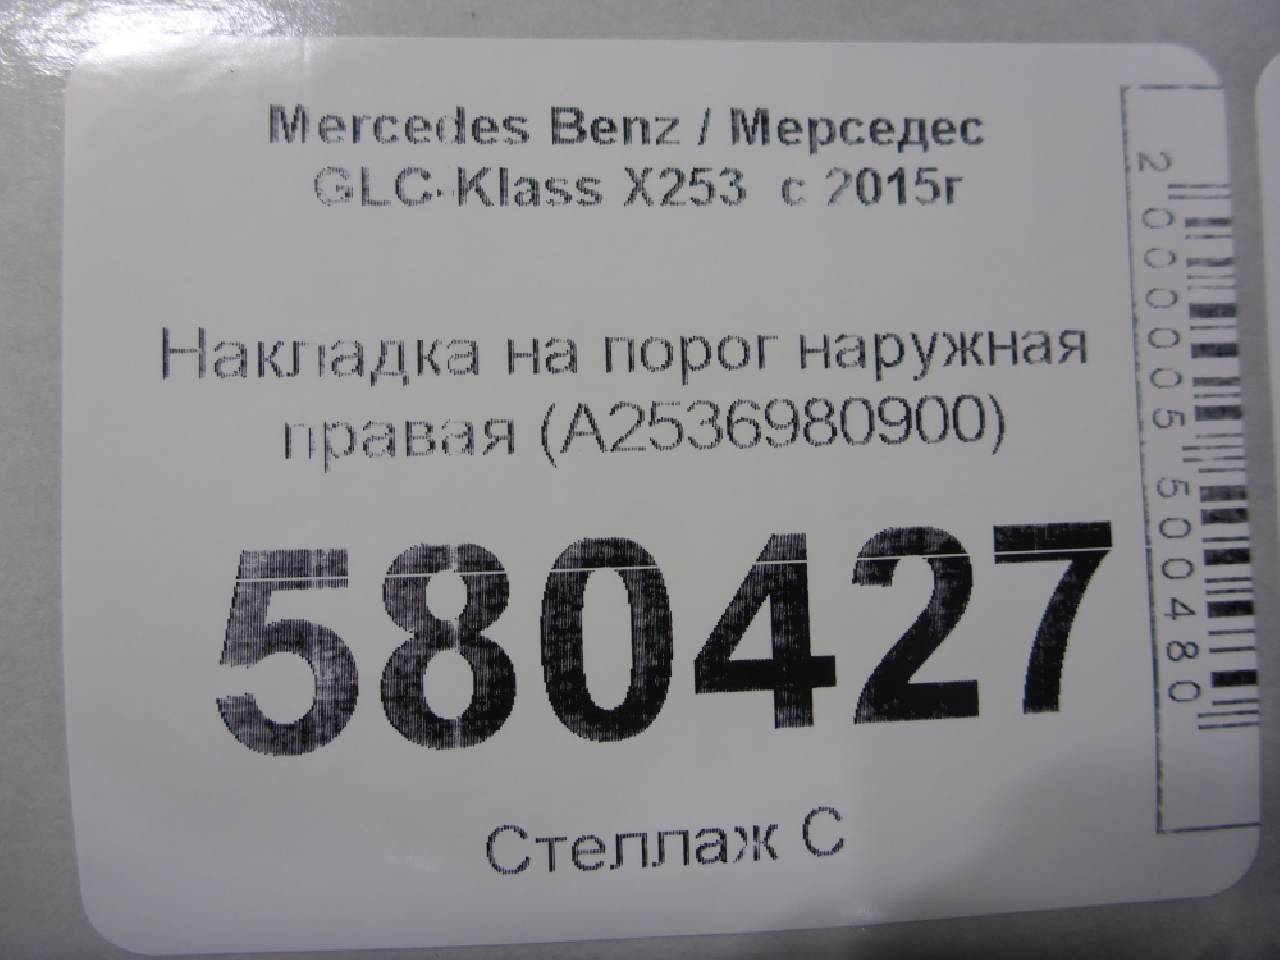 Mercedes Benz / Мерседес
GLC-Klass X253 с 2015г
Накладка на порог наружная
правая (A2536980900)
580427
Стеллаж С
2000005500480